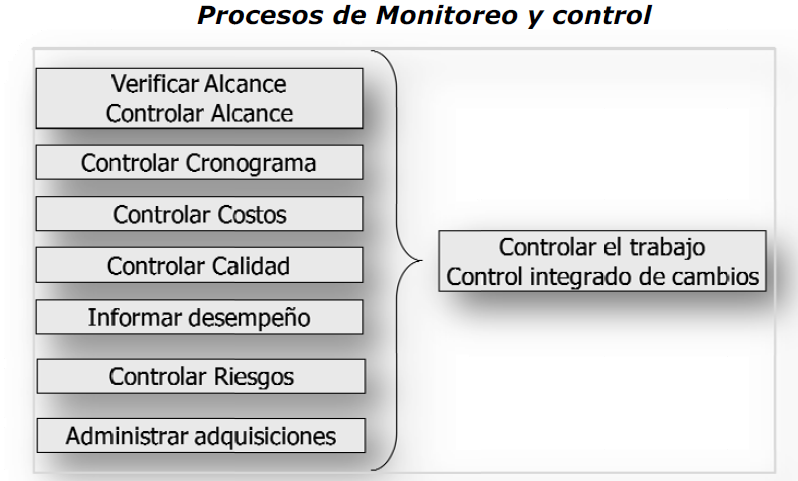 Procesos de Monitoreo y control
Verificar Alcance
Controlar Alcance
Controlar Cronograma
Controlar Costos
Controlar Calidad
Informar desempeño
Controlar Riesgos
Administrar adquisiciones
Controlar el trabajo
Control integrado de cambios